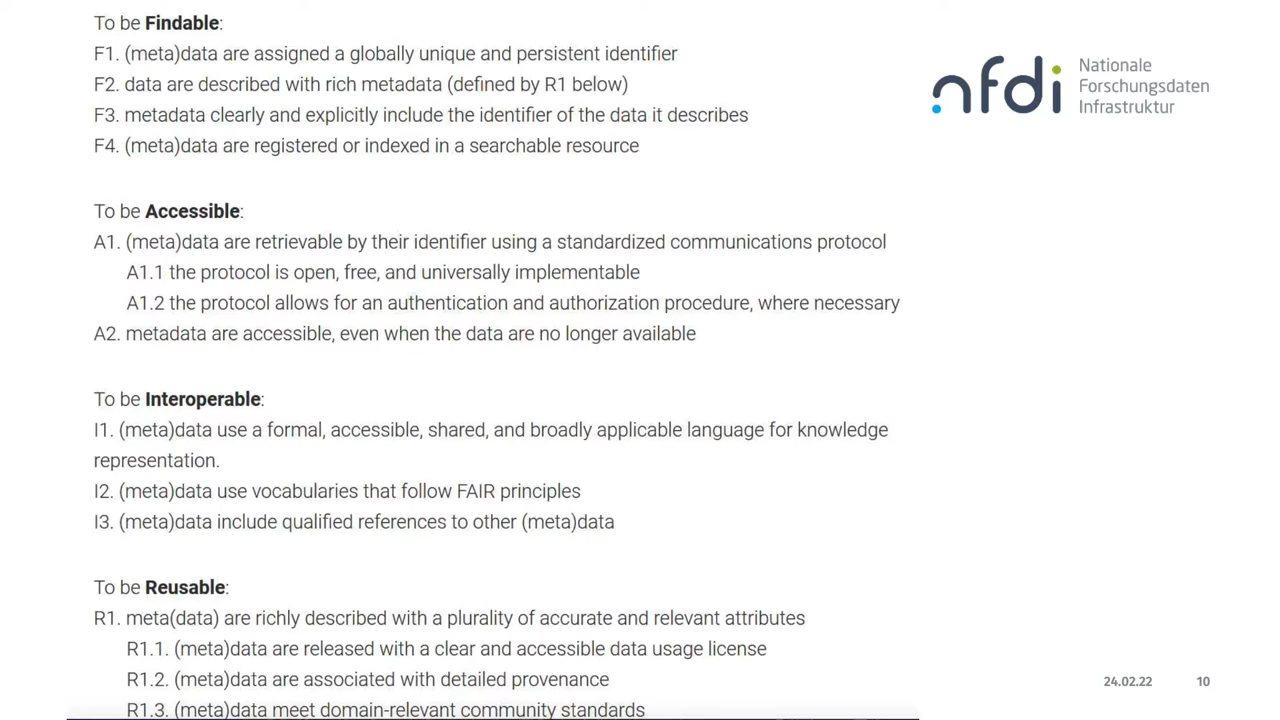 To be Findable:
F1. (meta)data are assigned a globally unique and persistent identifier
F2. data are described with rich metadata (defined by R1 below)
F3. metadata clearly and explicitly include the identifier of the data it describes
F4. (meta)data are registered or indexed in a searchable resource
nfdi
Nationale
Forschungsdaten
Infrastruktur
To be Accessible:
A1. (meta)data are retrievable by their identifier using a standardized communications protocol
A1.1 the protocol is open, free, and universally implementable
A1.2 the protocol allows for an authentication and authorization procedure, where necessary
A2. metadata are accessible, even when the data are no longer available
To be Interoperable:
I1. (meta)data use a formal, accessible, shared, and broadly applicable language for knowledge
representation.
I2. (meta)data use vocabularies that follow FAIR principles
I3. (meta)data include qualified references to other (meta)data
To be Reusable:
R1. meta(data) are richly described with a plurality of accurate and relevant attributes
R1.1. (meta)data are released with a clear and accessible data usage license
R1.2. (meta)data are associated with detailed provenance
R1.3. (meta)data meet domain-relevant community standards
24.02.22 10